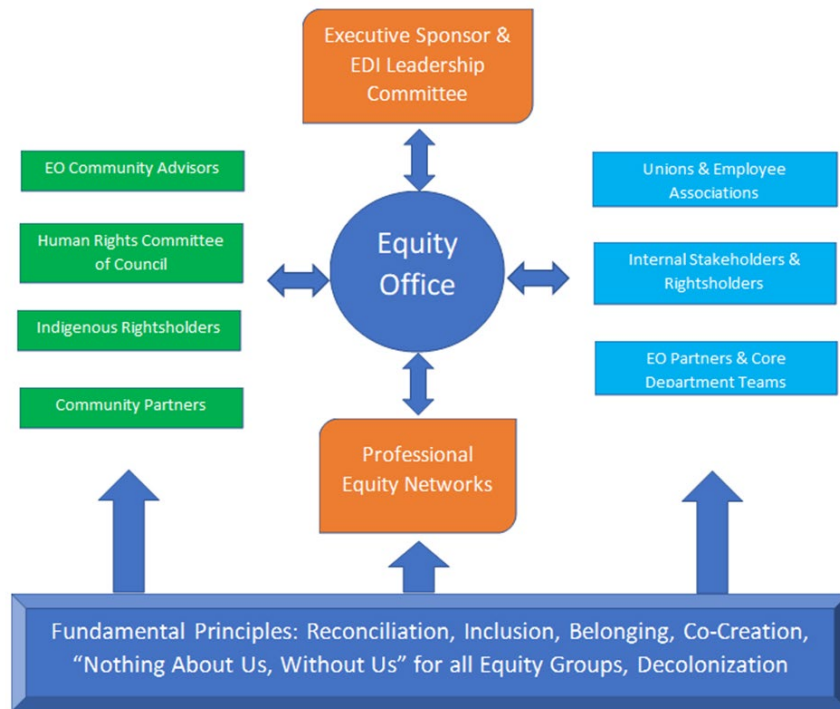 Executive Sponsor &
EDI Leadership
Committee
EO Community Advisors
Human Rights Committee
of Council
Indigenous Rightsholders
Community Partners
Equity
Office
Unions & Employee
Associations
Internal Stakeholders &
Rightsholders
EO Partners & Core
Department Teams
Professional
Equity Networks
Fundamental Principles: Reconciliation, Inclusion, Belonging, Co-Creation,
“Nothing About Us, Without Us” for all Equity Groups, Decolonization